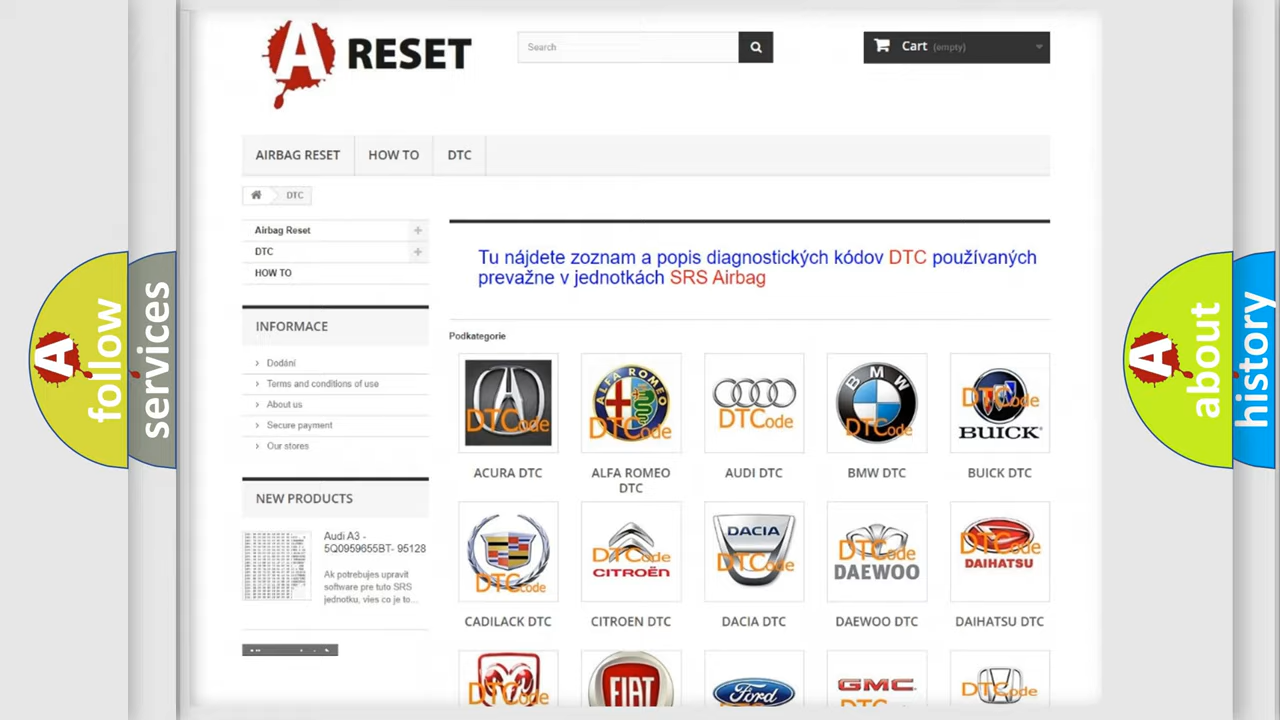 A RESET
Search
Cart (empty)
AIRBAG RESET
HOW TO
DTC
DTC
Airbag Reset
DTC
HOW TO
INFORMACE
Dodání
Terms and conditions of use
About us
Secure payment
Our stores
NEW PRODUCTS
Audi A3 -
5Q0959655BT- 95128
Ak potrebujes upravit
software pre tuto SRS
jednotku, vies co je to...
Tu nájdete zoznam a popis diagnostických kódov DTC používaných
prevažne v jednotkách SRS Airbag
Podkategorie
DTCode
ALFA ROMEO
DTCode
DTCode
BMW
DTCode
DTCode
BUICK
ACURA DTC
ALFA ROMEO
DTC
AUDI DTC
BMW DTC
BUICK DTC
DTCode
DTCode
CITROËN
DACIA
DTCode
DTCode
DAEWOO
DTCode
DAIHATSU
CADILACK DTC
CITROEN DTC
DACIA DTC
DAEWOO DTC
DAIHATSU DTC
DTCode
FIAT
Ford
GMC
DTCode
A follow
services
A about
history